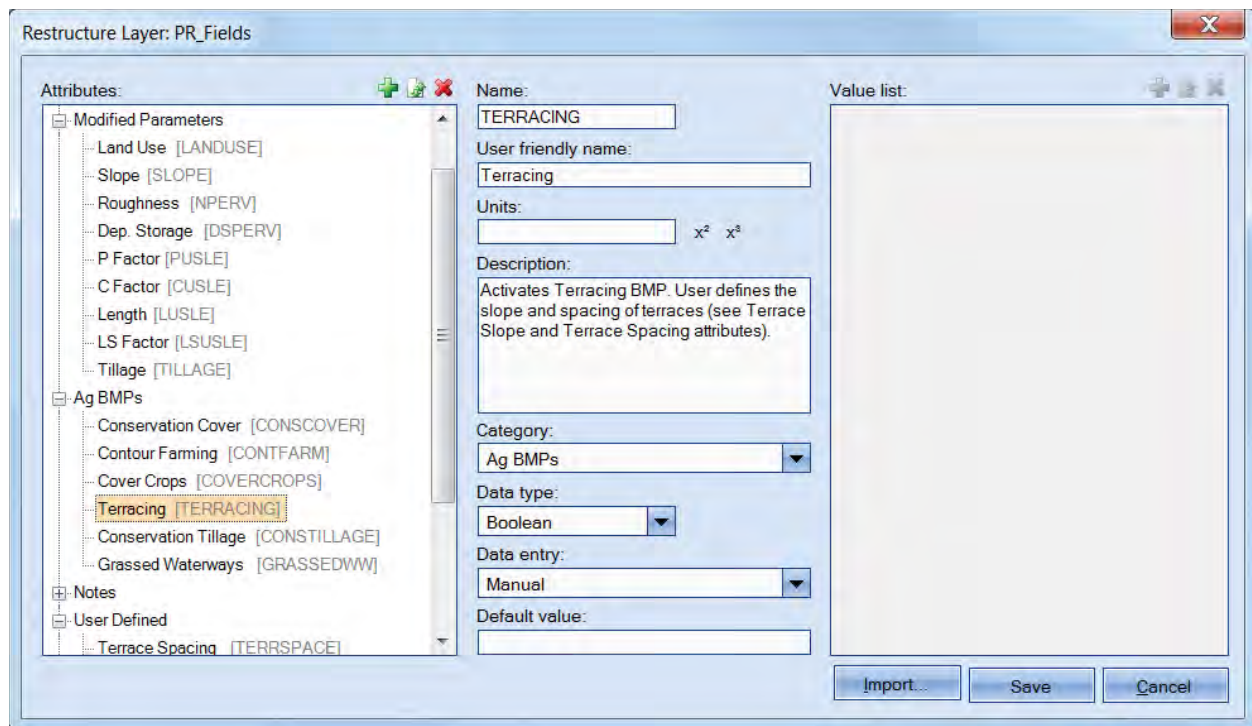 Restructure Layer: PR_Fields
X
Attributes:
Modified Parameters
Land Use [LANDUSE]
Slope [SLOPE]
Roughness [NPERV]
Dep. Storage [DSPERV]
P Factor [PUSLE]
C Factor [CUSLE]
Length [LUSLE]
LS Factor [LSUSLE]
Tillage [TILLAGE]
Ag BMPs
Conservation Cover [CONSCOVER]
Contour Farming [CONTFARM]
Cover Crops [COVERCROPS]
Terracing [TERRACING]
Conservation Tillage [CONSTILLAGE]
Grassed Waterways [GRASSEDWW]
Notes
User Defined
Terrace Spacing [TERRSPACE]
Name:
TERRACING
User friendly name:
Terracing
Units:
x² x³
Description:
Activates Terracing BMP. User defines the
slope and spacing of terraces (see Terrace
Slope and Terrace Spacing attributes).
Category:
Ag BMPs
Data type:
Boolean
Data entry:
Manual
Default value:
Value list:
Import... Save Cancel